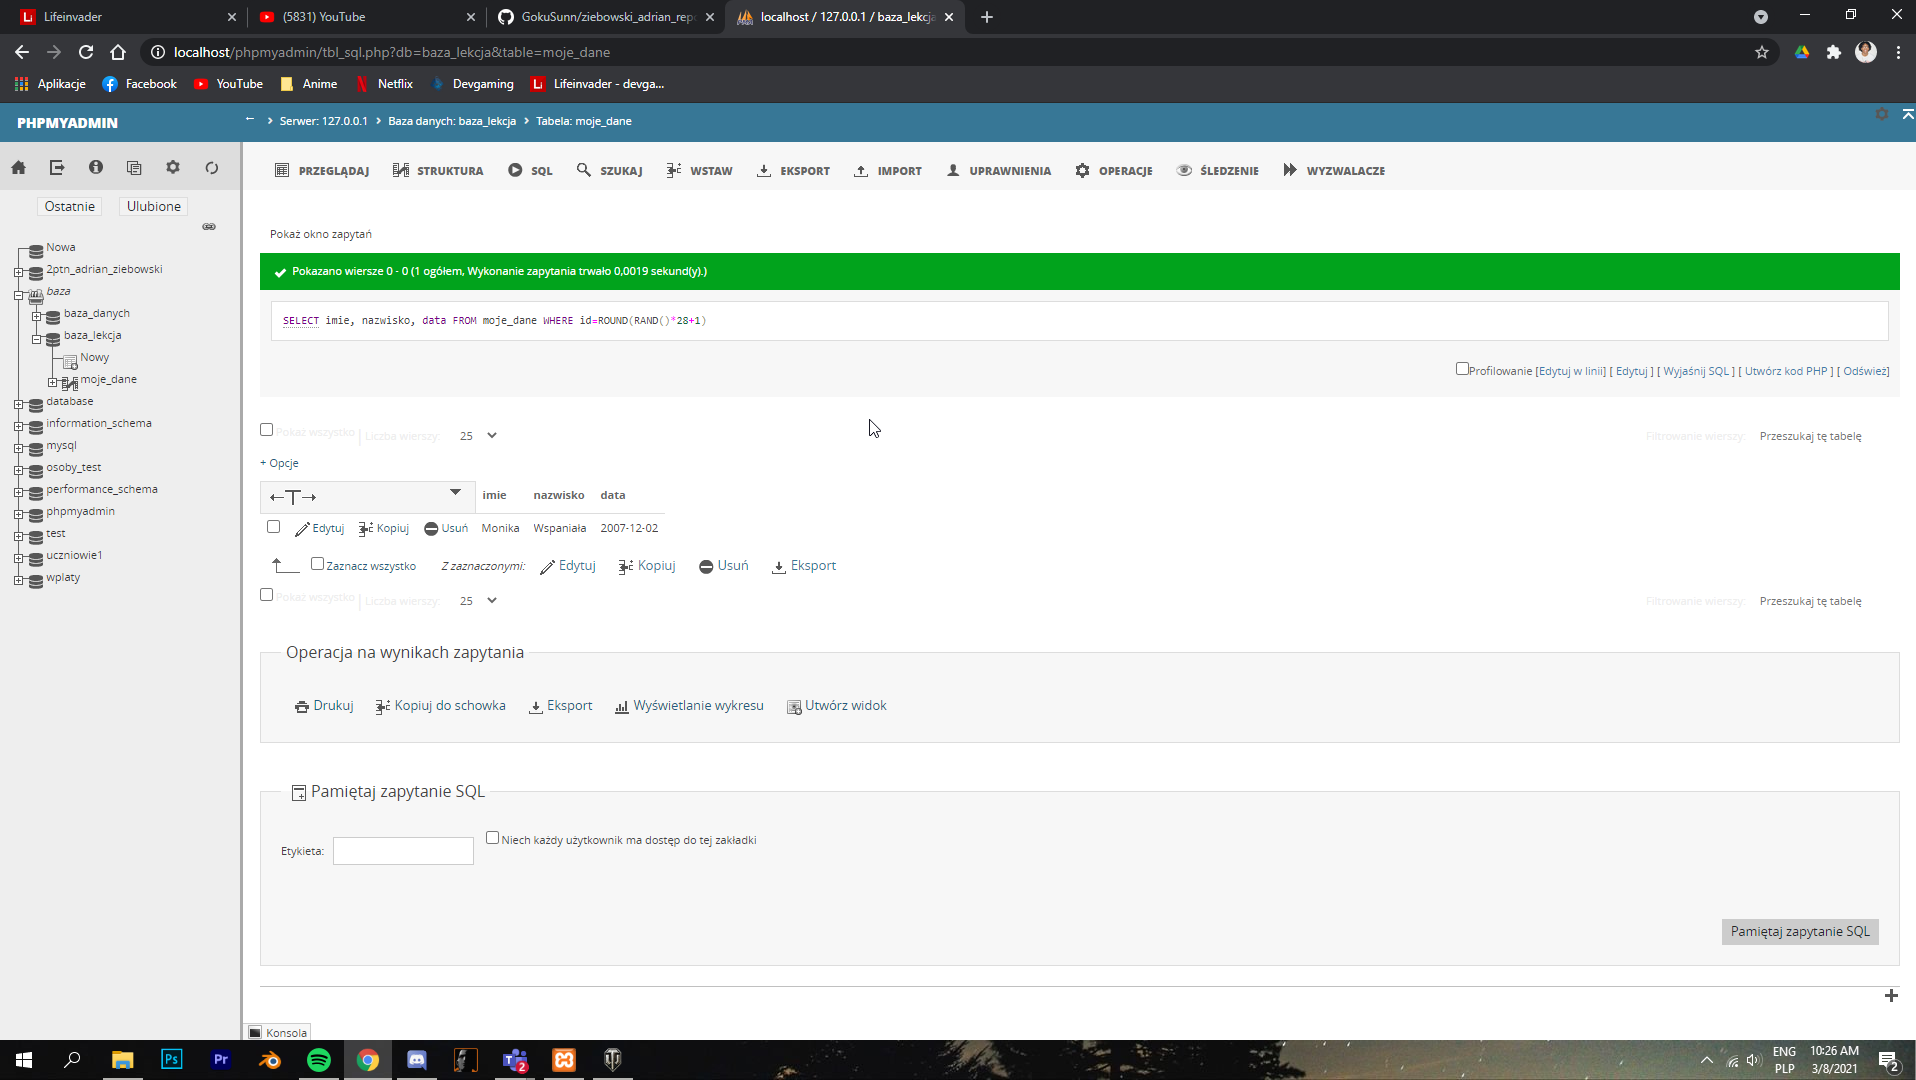 Lifeinvader
(5831) YouTube
GokuSunn/ziebowski_adrian_repo
localhost / 127.0.0.1 / baza_lekcja
localhost/phpmyadmin/tbl_sql.php?db=baza_lekcja&table=moje_dane
Aplikacje
Facebook
YouTube
Anime
Netflix
Devgaming
Lifeinvader - devga...
PHPMYADMIN
Serwer: 127.0.0.1
Baza danych: baza_lekcja
Tabela: moje_dane
PRZEGLĄDAJ
STRUKTURA
SQL
SZUKAJ
WSTAW
EKSPORT
IMPORT
UPRAWNIENIA
OPERACJE
ŚLEDZENIE
WYZWALACZE
Ostatnie
Ulubione
Nowa
2ptn_adrian_ziebowski
baza
baza_danych
baza_lekcja
Nowy
moje_dane
database
information_schema
mysql
osoby_test
performance_schema
phpmyadmin
test
uczniowie1
wplaty
Pokaż okno zapytań
Pokazano wiersze 0 - 0 (1 ogółem, Wykonanie zapytania trwało 0,0019 sekund(y).)
SELECT imie, nazwisko, data FROM moje_dane WHERE id=ROUND(RAND()*28+1)
Profilowanie [Edytuj w linii] [ Edytuj ] [ Wyjaśnij SQL ] [ Utwórz kod PHP ] [ Odśwież]
Pokaż wszystko | Liczba wierszy: 25
Filtrowanie wierszy: Przeszukaj tę tabelę
+ Opcje
←T→ imie nazwisko data
Edytuj Kopiuj Usuń Monika Wspaniała 2007-12-02
Zaznacz wszystko Z zaznaczonymi: Edytuj Kopiuj Usuń Eksport
Pokaż wszystko | Liczba wierszy: 25
Filtrowanie wierszy: Przeszukaj tę tabelę
Operacja na wynikach zapytania
Drukuj Kopiuj do schowka Eksport Wyświetlanie wykresu Utwórz widok
Pamiętaj zapytanie SQL
Etykieta:
Niech każdy użytkownik ma dostęp do tej zakładki
Pamiętaj zapytanie SQL
Konsola
ENG
PLP
10:26 AM
3/8/2021